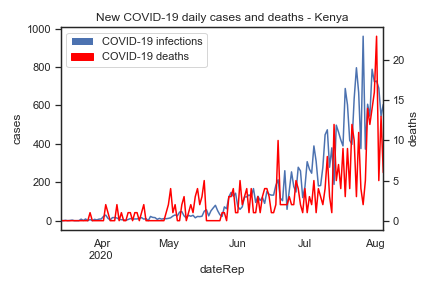 New COVID-19 daily cases and deaths - Kenya
COVID-19 infections
COVID-19 deaths
1000
800
600
400
200
0
cases
20
15
10
5
0
deaths
Apr
2020
May
Jun
Jul
Aug
dateRep